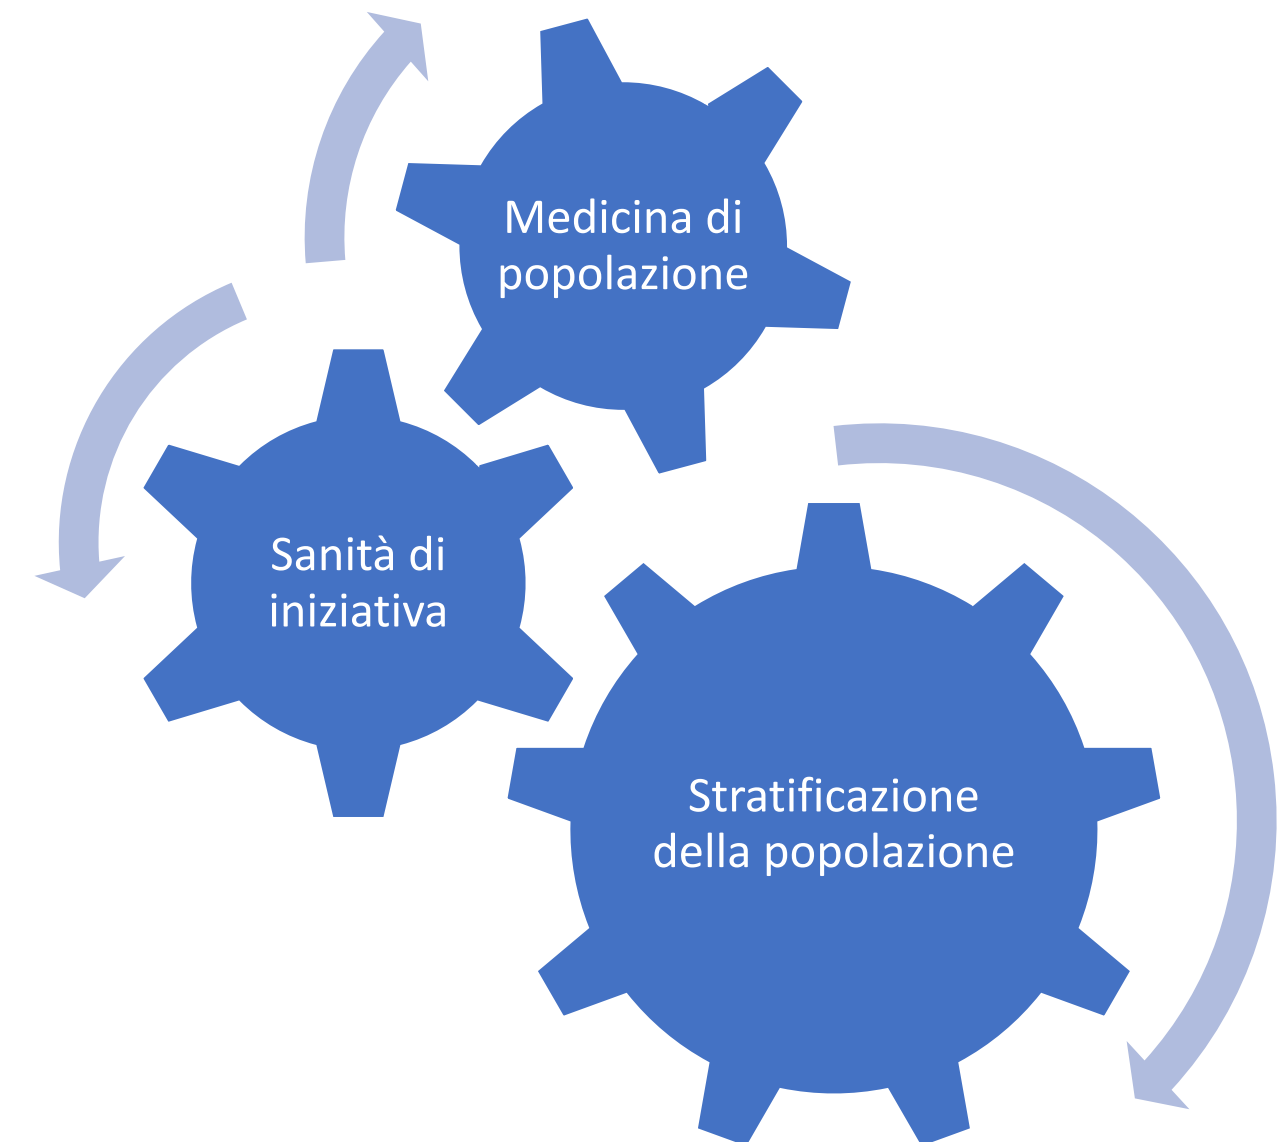 Medicina di
popolazione
Sanità di
iniziativa
Stratificazione
della popolazione